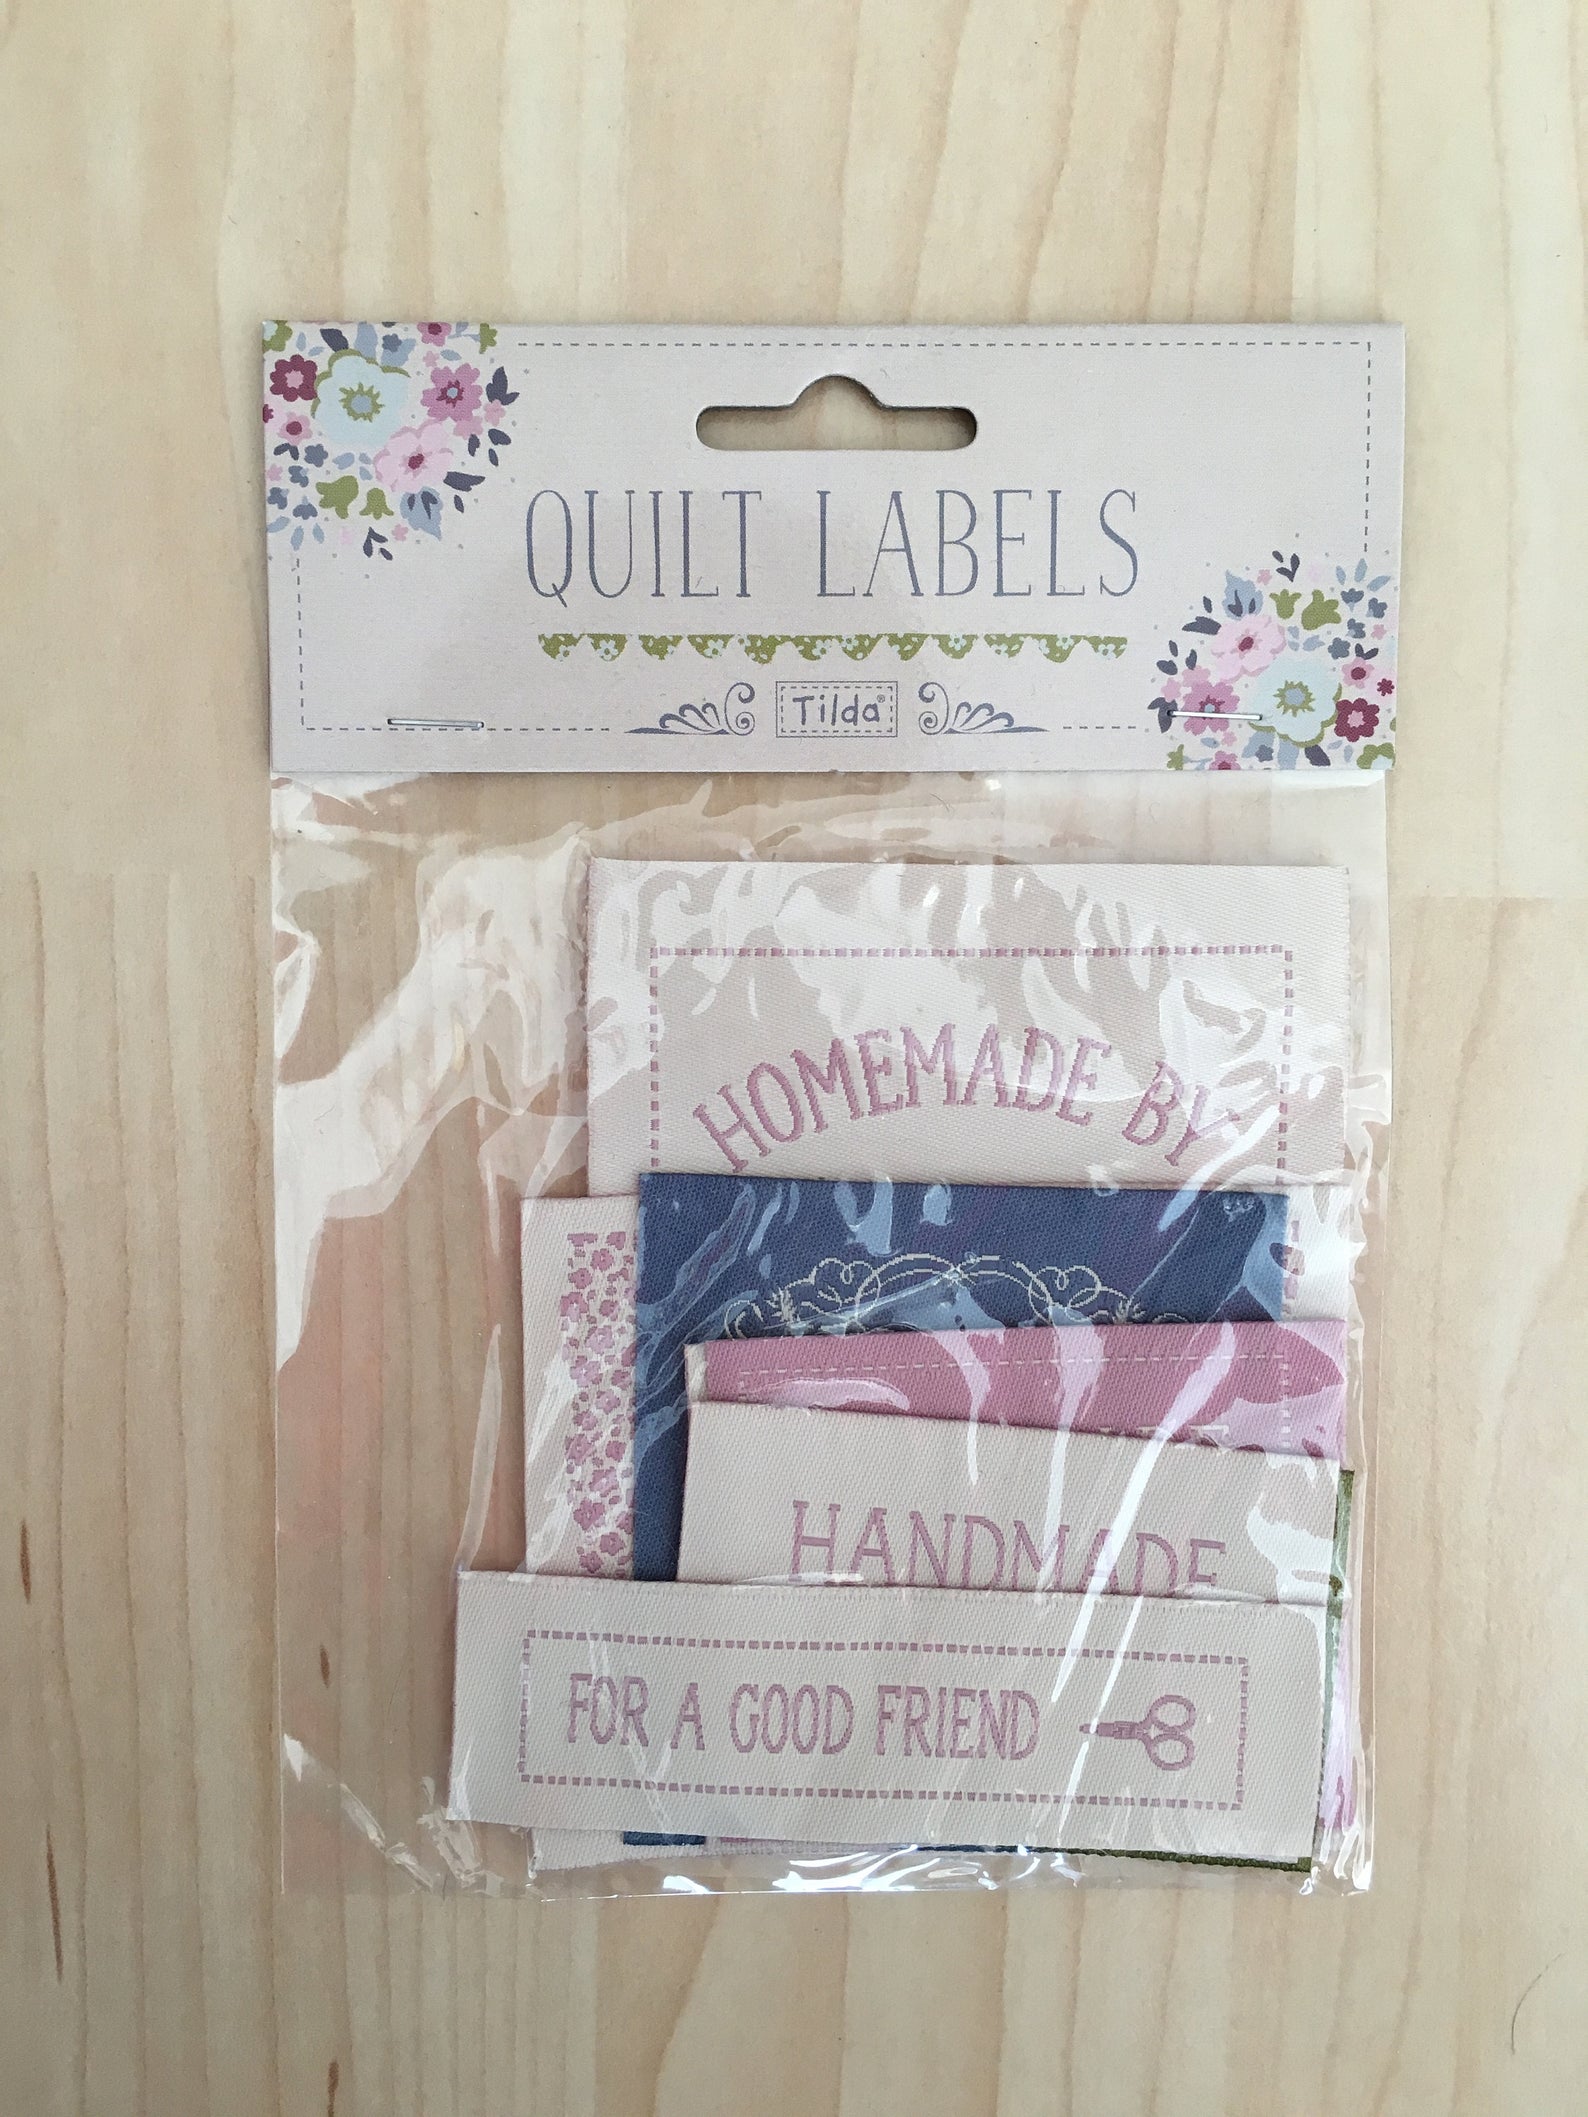 QUILT LABELS
Tilda®
HOMEMADE BY
HANDMADE
FOR A GOOD FRIEND